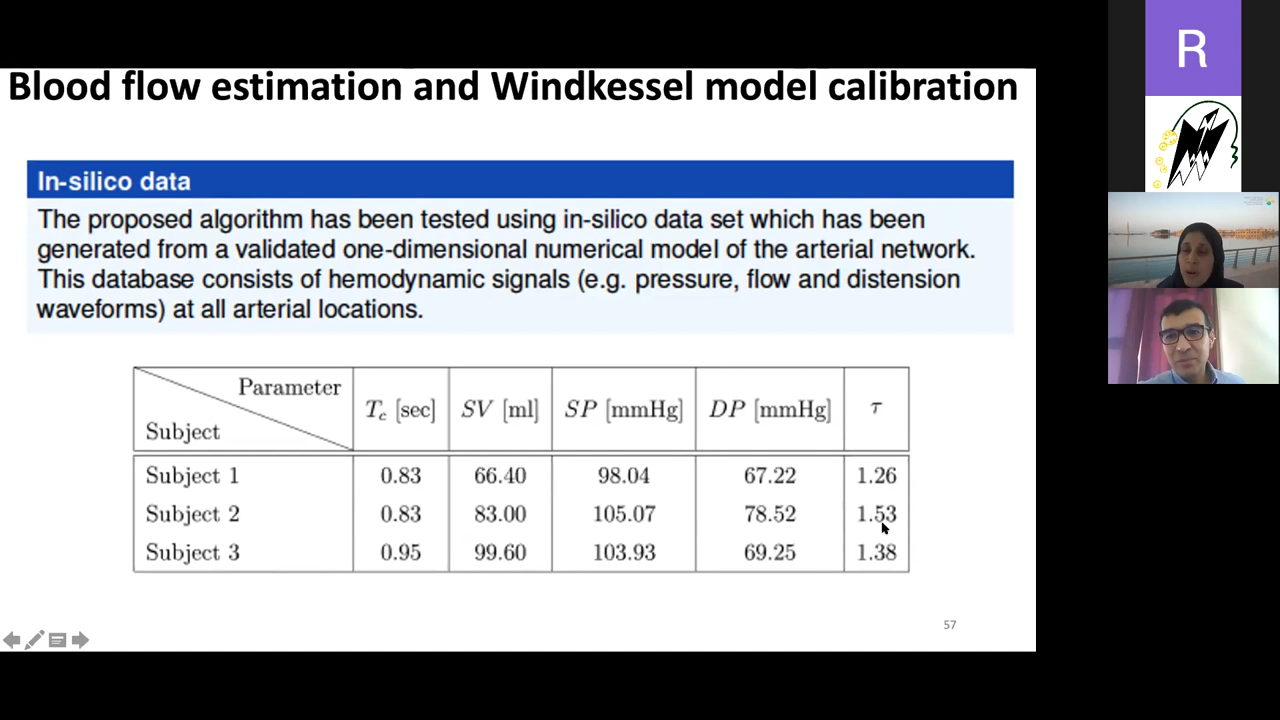 Blood flow estimation and Windkessel model calibration
In-silico data
The proposed algorithm has been tested using in-silico data set which has been
generated from a validated one-dimensional numerical model of the arterial network.
This database consists of hemodynamic signals (e.g. pressure, flow and distension
waveforms) at all arterial locations.
Parameter
Subject
T_c [sec] SV [ml] SP [mmHg] DP [mmHg] τ
Subject 1 0.83 66.40 98.04 67.22 1.26
Subject 2 0.83 83.00 105.07 78.52 1.53
Subject 3 0.95 99.60 103.93 69.25 1.38
57
R